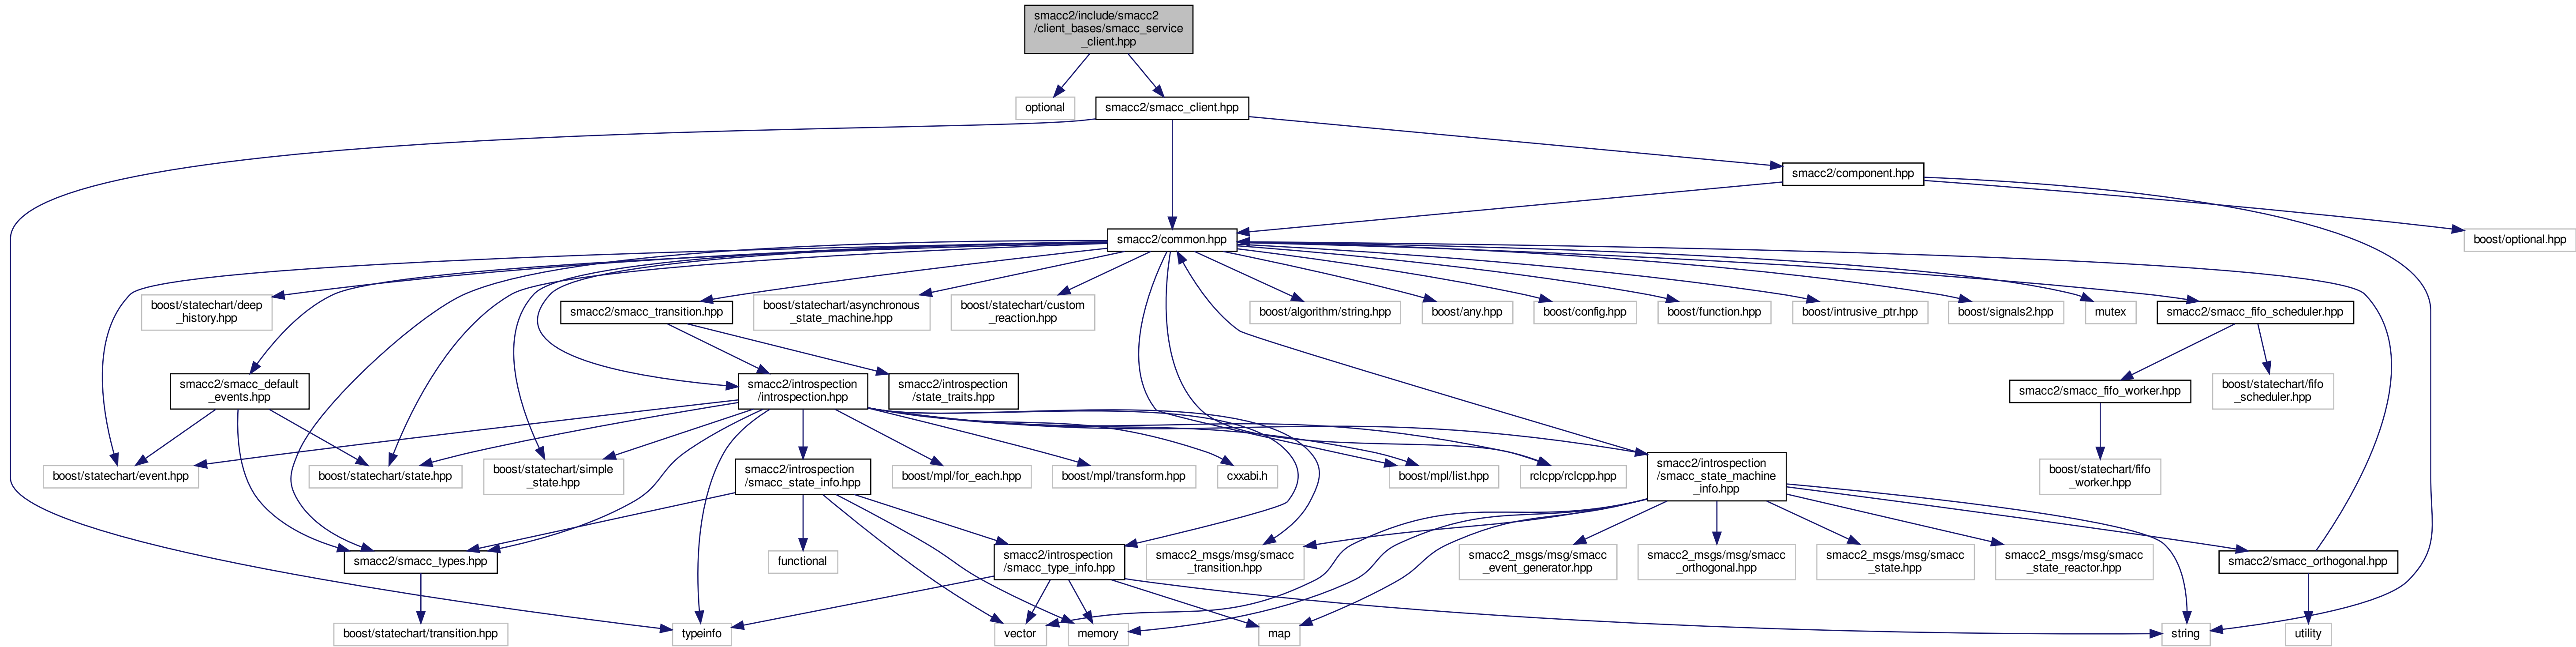 smacc2/include/smacc2
/client_bases/smacc_service
_client.hpp
optional
smacc2/smacc_client.hpp
smacc2/component.hpp
smacc2/common.hpp
boost/optional.hpp
boost/statechart/deep
_history.hpp
smacc2/smacc_transition.hpp
boost/statechart/asynchronous
_state_machine.hpp
boost/statechart/custom
_reaction.hpp
boost/algorithm/string.hpp
boost/any.hpp
boost/config.hpp
boost/function.hpp
boost/intrusive_ptr.hpp
boost/signals2.hpp
mutex
smacc2/smacc_fifo_scheduler.hpp
smacc2/smacc_default
_events.hpp
smacc2/introspection
/introspection.hpp
smacc2/introspection
/state_traits.hpp
smacc2/smacc_fifo_worker.hpp
boost/statechart/fifo
_scheduler.hpp
boost/statechart/event.hpp
boost/statechart/state.hpp
boost/statechart/simple
_state.hpp
smacc2/introspection
/smacc_state_info.hpp
boost/mpl/for_each.hpp
boost/mpl/transform.hpp
cxxabi.h
boost/mpl/list.hpp
rclcpp/rclcpp.hpp
smacc2/introspection
/smacc_state_machine
_info.hpp
boost/statechart/fifo
_worker.hpp
smacc2/smacc_types.hpp
functional
smacc2/introspection
/smacc_type_info.hpp
smacc2_msgs/msg/smacc
_transition.hpp
smacc2_msgs/msg/smacc
_event_generator.hpp
smacc2_msgs/msg/smacc
_orthogonal.hpp
smacc2_msgs/msg/smacc
_state.hpp
smacc2_msgs/msg/smacc
_state_reactor.hpp
smacc2/smacc_orthogonal.hpp
boost/statechart/transition.hpp
typeinfo
vector
memory
map
string
utility